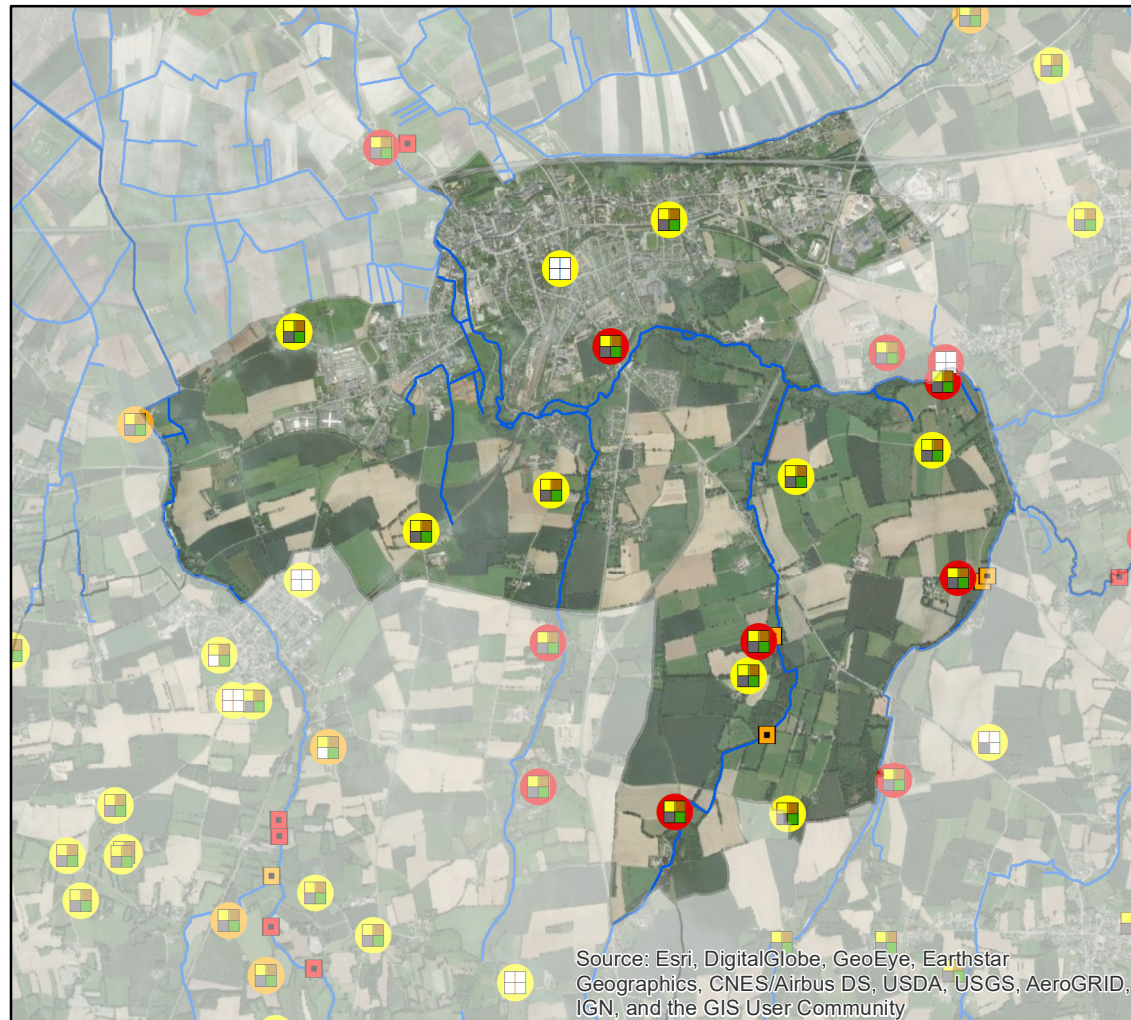 Source: Esri, DigitalGlobe, GeoEye, Earthstar
Geographics, CNES/Airbus DS, USDA, USGS, AeroGRID,
IGN, and the GIS User Community